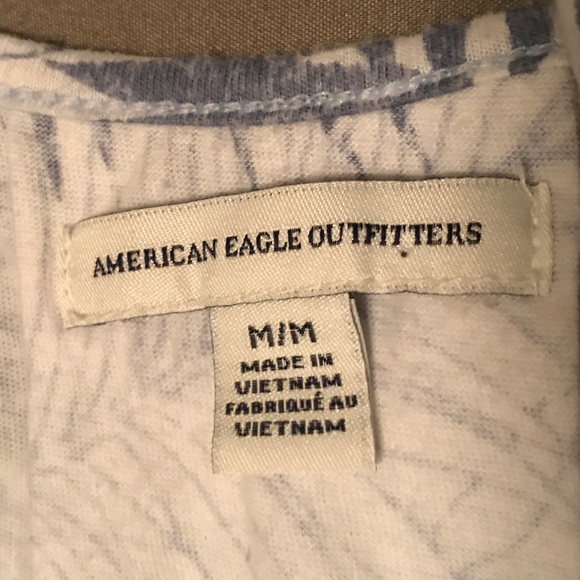 AMERICAN EAGLE OUTFITTERS
M/M
MADE IN
VIETNAM
FABRIQUÉ AU
VIETNAM